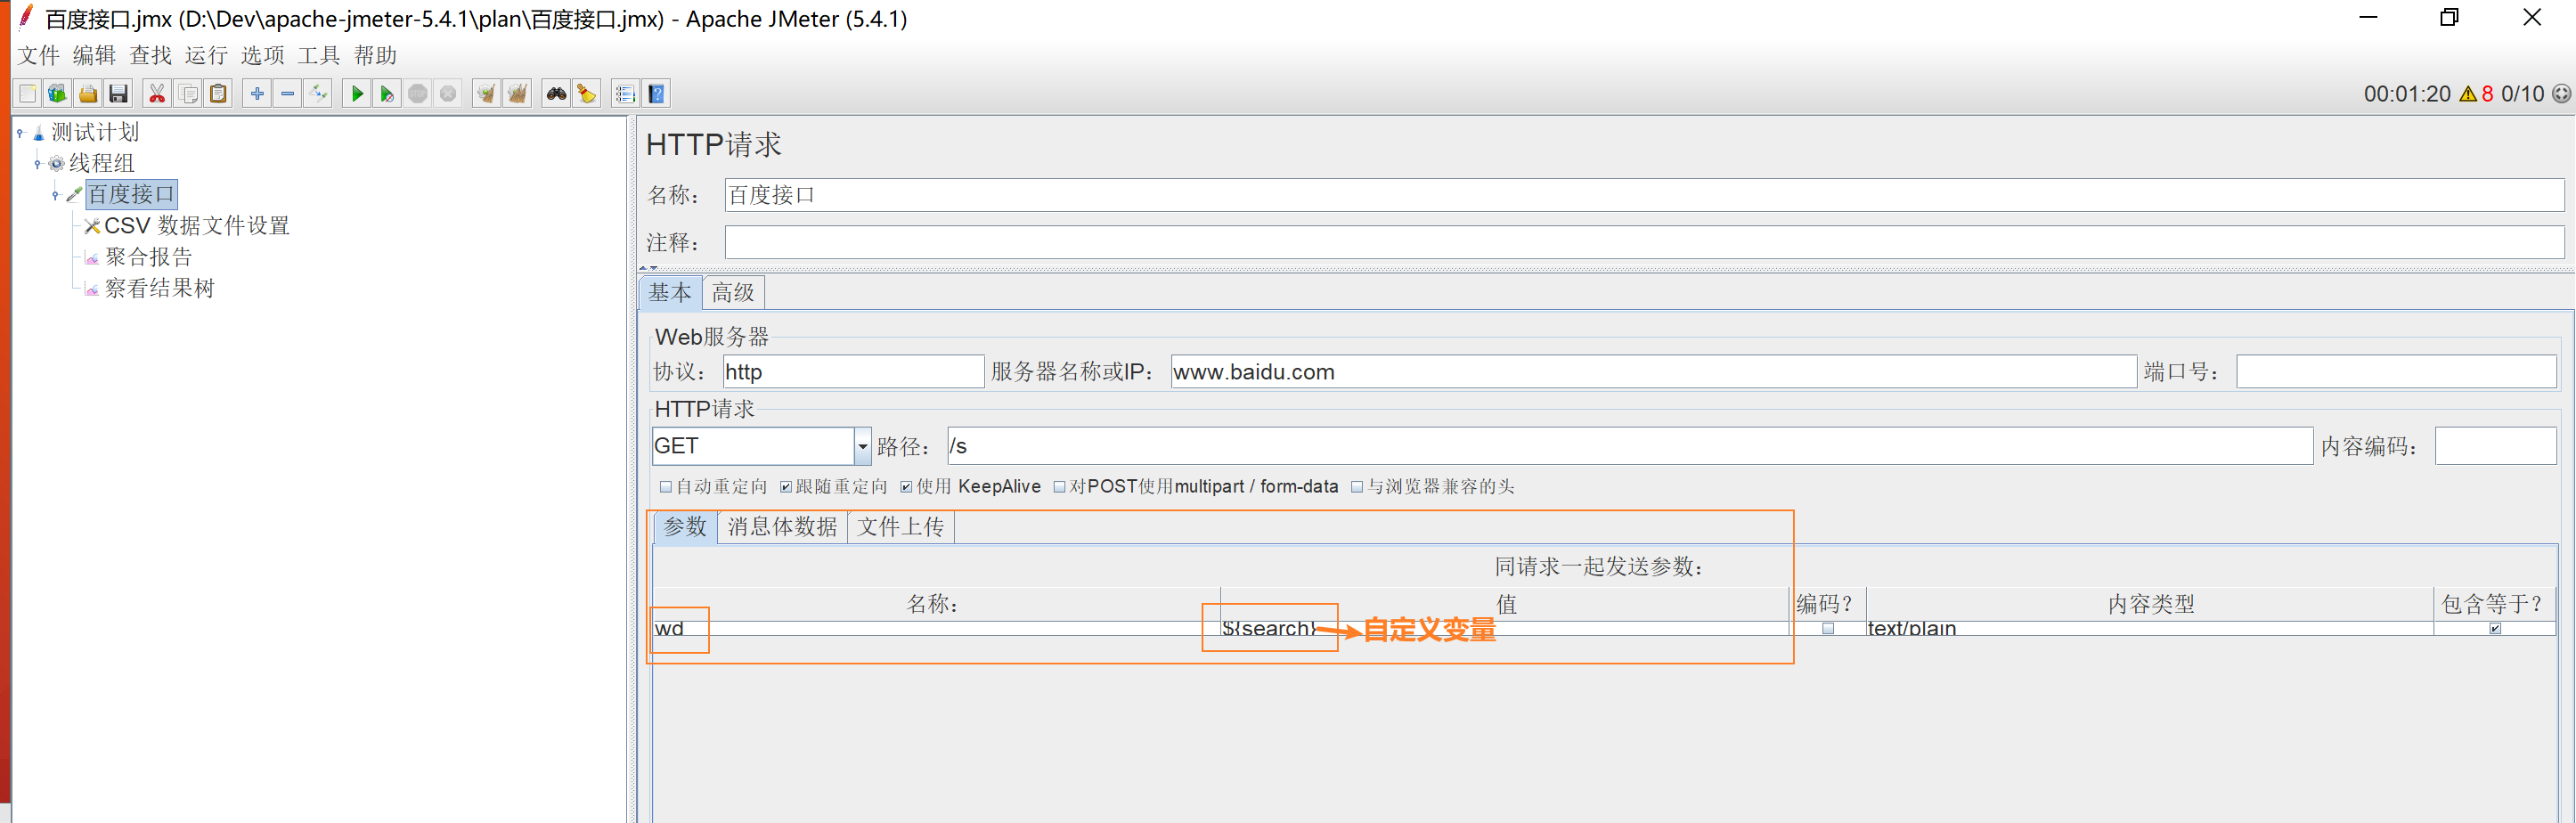 百度接口.jmx (D:\Dev\apache-jmeter-5.4.1\plan\百度接口.jmx) - Apache JMeter (5.4.1)
文件 编辑 查找 运行 选项 工具 帮助
00:01:20 8 0/10
测试计划
线程组
百度接口
CSV 数据文件设置
聚合报告
察看结果树
HTTP请求
名称： 百度接口
注释：
基本 高级
Web服务器
协议： http 服务器名称或IP： www.baidu.com 端口号：
HTTP请求
GET 路径： /s 内容编码：
自动重定向 跟随重定向 使用 KeepAlive 对POST使用multipart / form-data 与浏览器兼容的头
参数 消息体数据 文件上传
同请求一起发送参数：
名称： 值 编码？ 内容类型 包含等于？
wd ${search} 自定义变量 text/plain